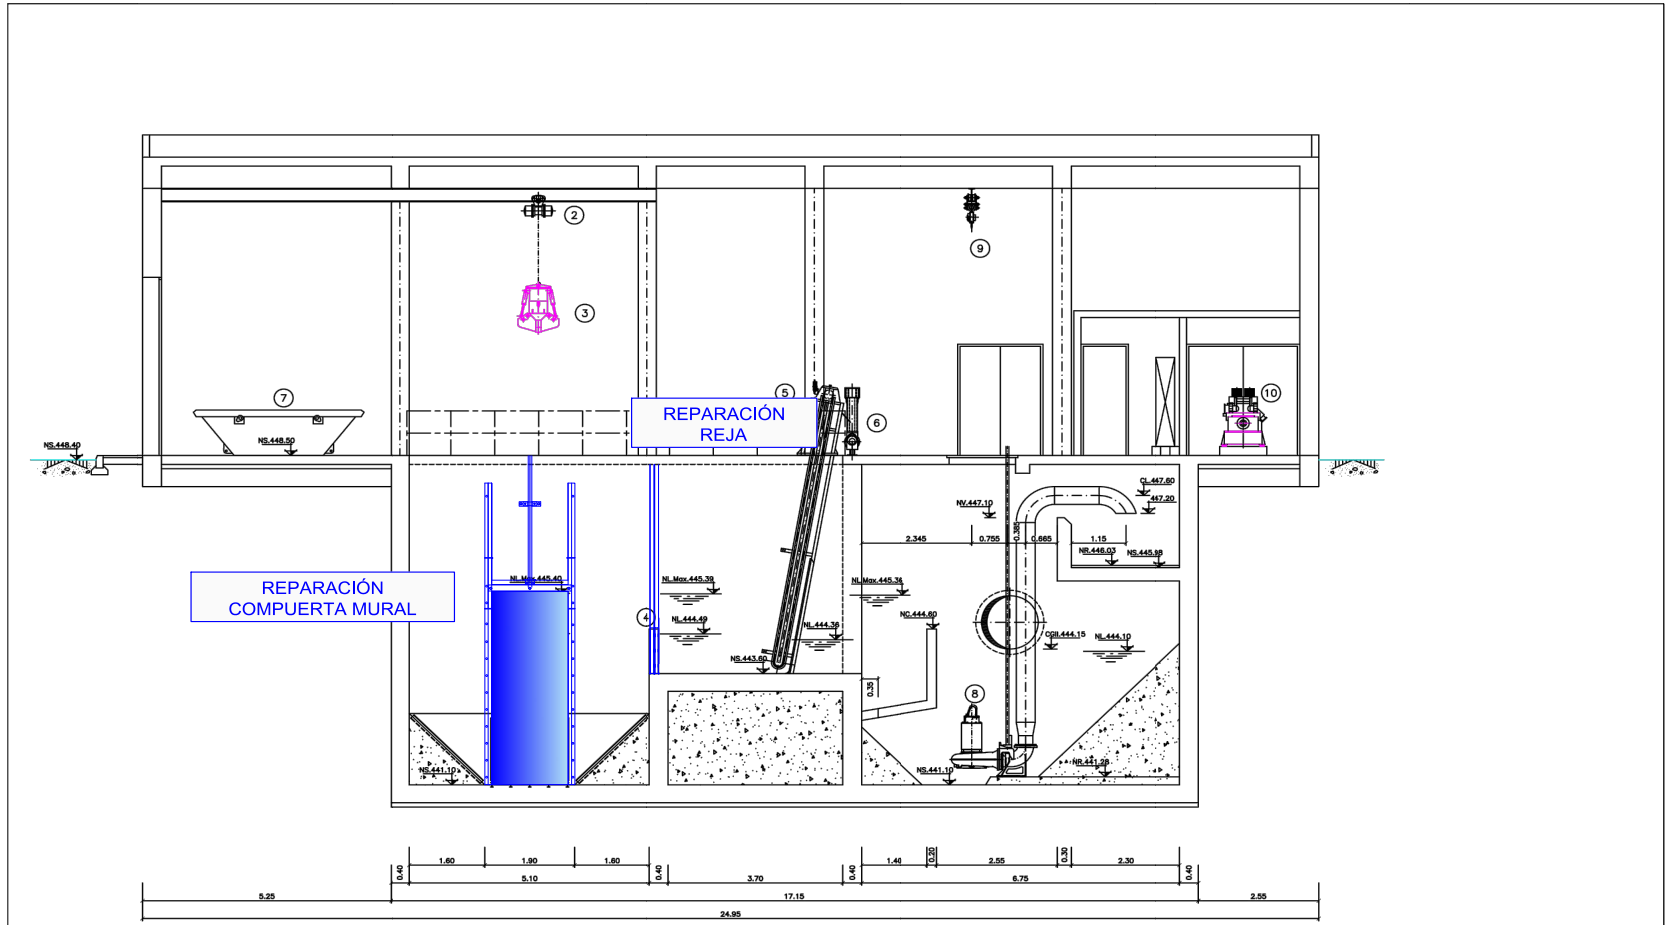 2
9
3
5
10
7
REPARACIÓN
REJA
6
NS.448.40
NS.448.50
CL.447.60
447.20
NV.447.10
0.385
2.345
0.755
0.665
1.15
NR.446.03
NS.445.98
REPARACIÓN
COMPUERTA MURAL
NL.Max.445.40
NL.Max.445.39
NL.Max.445.36
4
NL.444.49
NL.444.36
NC.444.60
CGII.444.15
NL.444.10
NS.443.60
0.35
8
NS.441.10
NS.441.10
NR.441.28
0.40
1.60
1.90
1.60
0.40
0.40
1.40
0.20
2.55
0.30
2.30
0.40
5.10
3.70
6.75
5.25
17.15
2.55
24.95